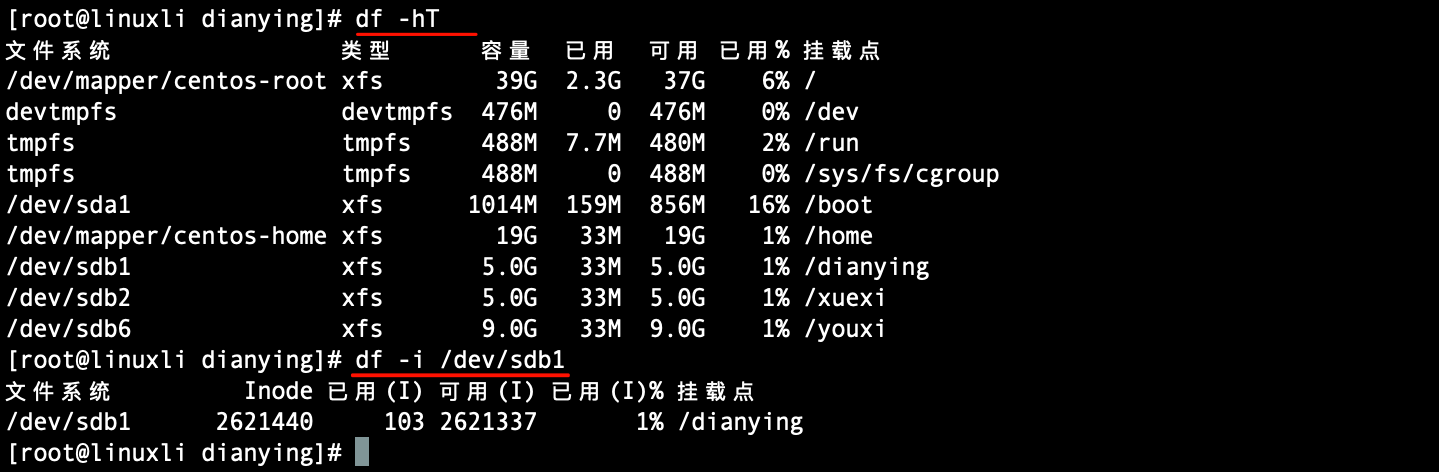 [root@linuxli dianying]# df -hT
文件系统 类型 容量 已用 可用 已用% 挂载点
/dev/mapper/centos-root xfs 39G 2.3G 37G 6% /
devtmpfs devtmpfs 476M 0 476M 0% /dev
tmpfs tmpfs 488M 7.7M 480M 2% /run
tmpfs tmpfs 488M 0 488M 0% /sys/fs/cgroup
/dev/sda1 xfs 1014M 159M 856M 16% /boot
/dev/mapper/centos-home xfs 19G 33M 19G 1% /home
/dev/sdb1 xfs 5.0G 33M 5.0G 1% /dianying
/dev/sdb2 xfs 5.0G 33M 5.0G 1% /xuexi
/dev/sdb6 xfs 9.0G 33M 9.0G 1% /youxi
[root@linuxli dianying]# df -i /dev/sdb1
文件系统 Inode 已用(I) 可用(I) 已用(I)% 挂载点
/dev/sdb1 2621440 103 2621337 1% /dianying
[root@linuxli dianying]#